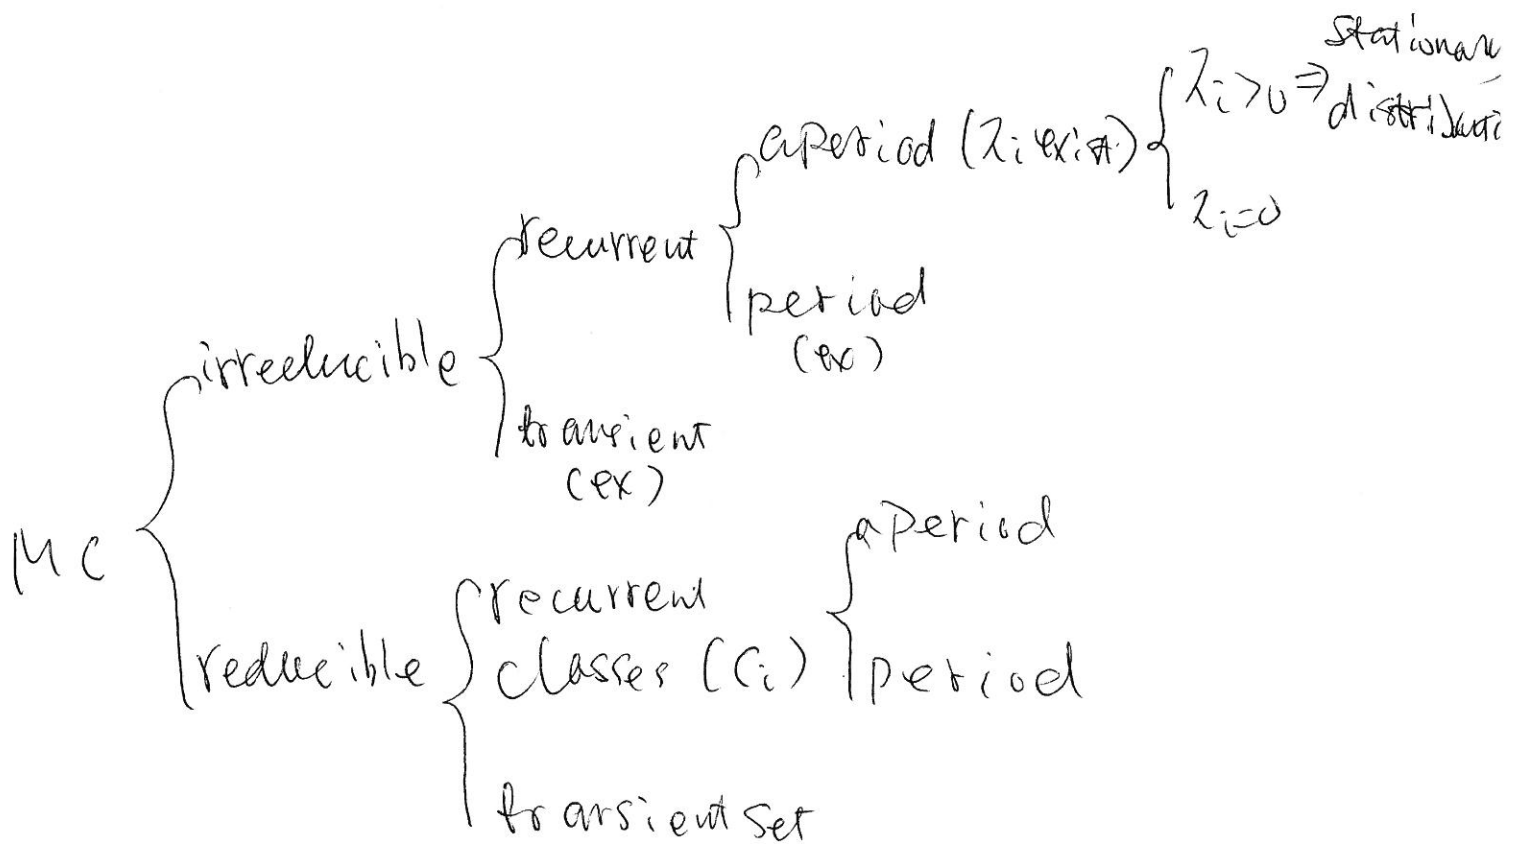 MC
irreducible
recurrent
aperiod (λi exist)
λi>0 ⇒ stationary
distributi
λi=0
period
(ex)
transient
(ex)
reducible
recurrent
classes (Ci)
aperiod
period
transient set